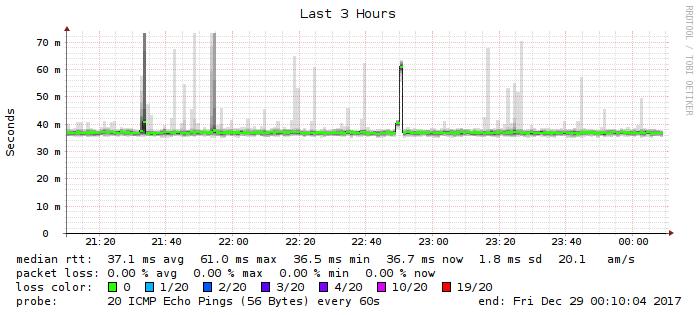 Last 3 Hours
RRDTOOL / TOBI OETIKER
Seconds
70 m
60 m
50 m
40 m
30 m
20 m
10 m
0
21:20 21:40 22:00 22:20 22:40 23:00 23:20 23:40 00:00
median rtt: 37.1 ms avg 61.0 ms max 36.5 ms min 36.7 ms now 1.8 ms sd 20.1 am/s
packet loss: 0.00 % avg 0.00 % max 0.00 % min 0.00 % now
loss color: 0 1/20 2/20 3/20 4/20 10/20 19/20
probe: 20 ICMP Echo Pings (56 Bytes) every 60s end: Fri Dec 29 00:10:04 2017